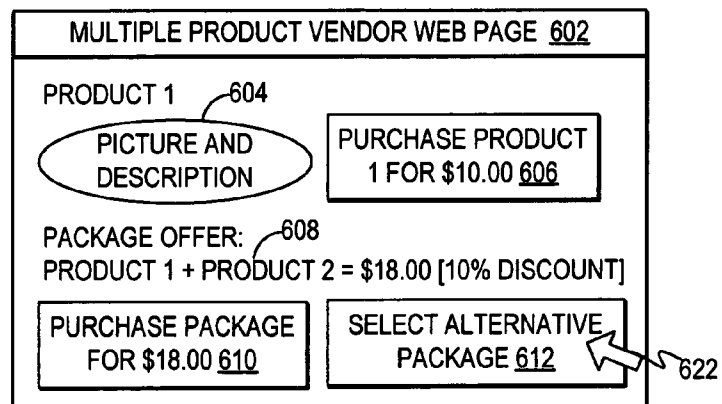 MULTIPLE PRODUCT VENDOR WEB PAGE 602
PRODUCT 1
604
PICTURE AND
DESCRIPTION
PURCHASE PRODUCT
1 FOR $10.00 606
PACKAGE OFFER:
608
PRODUCT 1 + PRODUCT 2 = $18.00 [10% DISCOUNT]
PURCHASE PACKAGE
FOR $18.00 610
SELECT ALTERNATIVE
PACKAGE 612
622